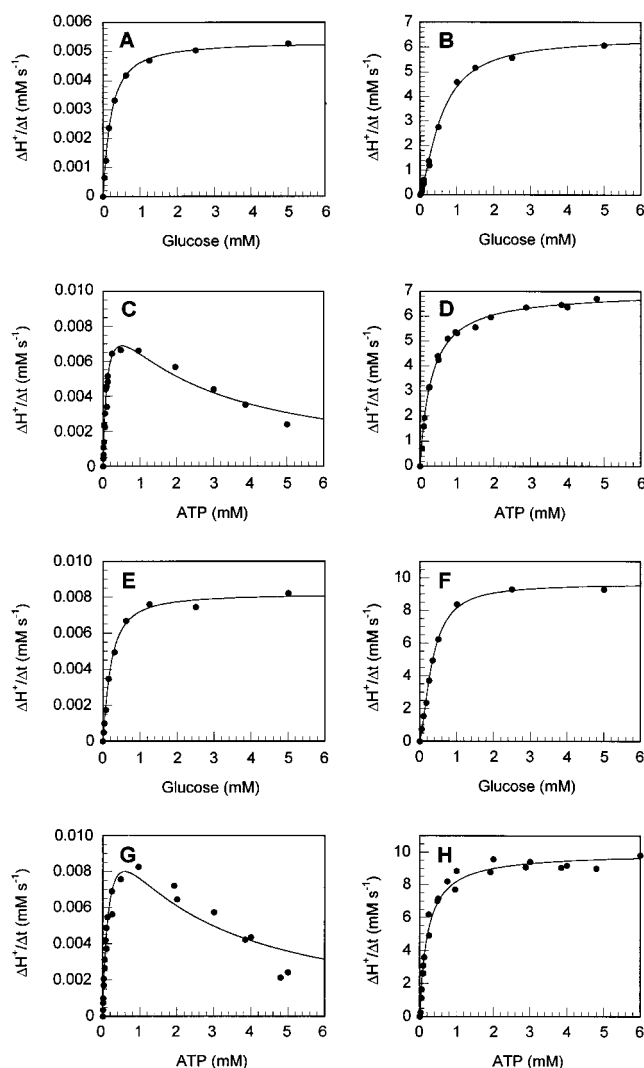 A
ΔH⁺/Δt (mM s⁻¹)
0.006
0.005
0.004
0.003
0.002
0.001
0
0 1 2 3 4 5 6
Glucose (mM)
B
ΔH⁺/Δt (mM s⁻¹)
7
6
5
4
3
2
1
0
0 1 2 3 4 5 6
Glucose (mM)
C
ΔH⁺/Δt (mM s⁻¹)
0.010
0.008
0.006
0.004
0.002
0
0 1 2 3 4 5 6
ATP (mM)
D
ΔH⁺/Δt (mM s⁻¹)
7
6
5
4
3
2
1
0
0 1 2 3 4 5 6
ATP (mM)
E
ΔH⁺/Δt (mM s⁻¹)
0.010
0.008
0.006
0.004
0.002
0
0 1 2 3 4 5 6
Glucose (mM)
F
ΔH⁺/Δt (mM s⁻¹)
10
8
6
4
2
0
0 1 2 3 4 5 6
Glucose (mM)
G
ΔH⁺/Δt (mM s⁻¹)
0.010
0.008
0.006
0.004
0.002
0
0 1 2 3 4 5 6
ATP (mM)
H
ΔH⁺/Δt (mM s⁻¹)
10
8
6
4
2
0
0 1 2 3 4 5 6
ATP (mM)